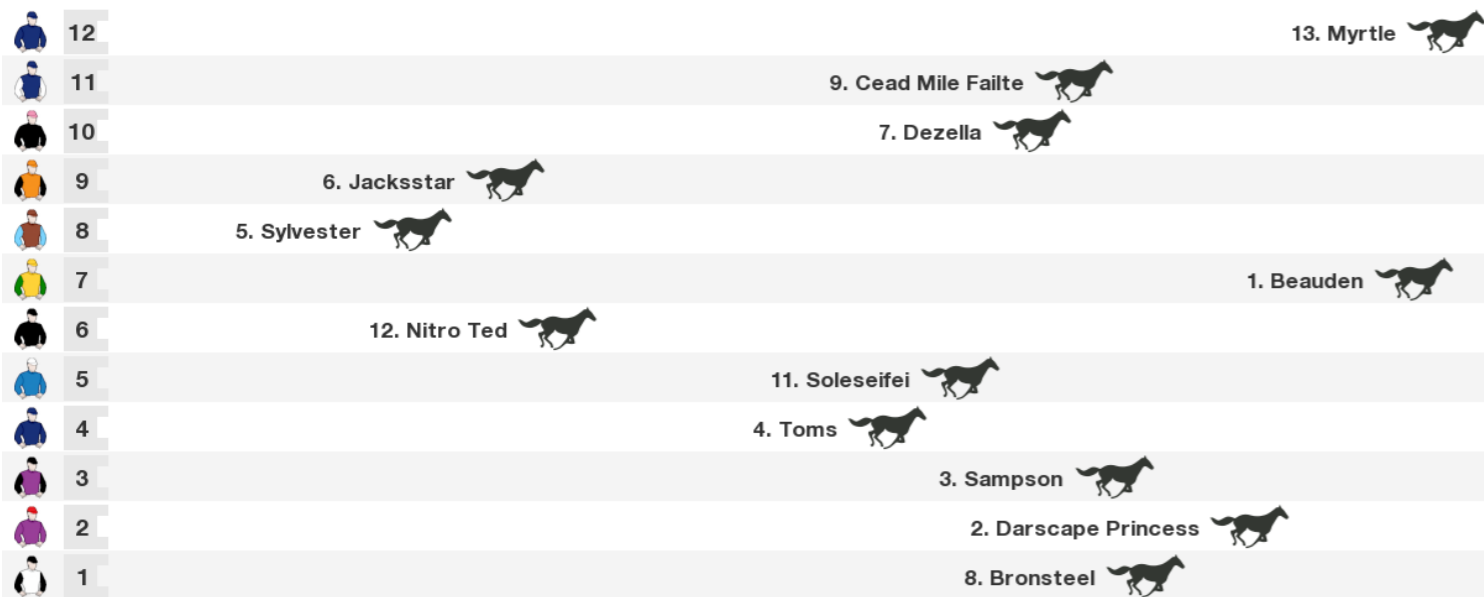 12 13. Myrtle
11 9. Cead Mile Failte
10 7. Dezella
9 6. Jacksstar
8 5. Sylvester
7 1. Beauden
6 12. Nitro Ted
5 11. Soleseifei
4 4. Toms
3 3. Sampson
2 2. Darscape Princess
1 8. Bronsteel